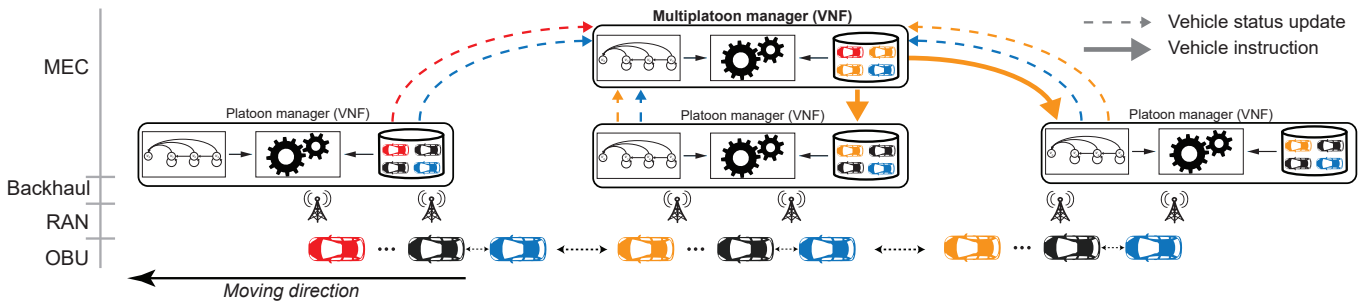 Multiplatoon manager (VNF)
Vehicle status update
Vehicle instruction
MEC
Platoon manager (VNF)
Platoon manager (VNF)
Platoon manager (VNF)
Backhaul
RAN
OBU
Moving direction